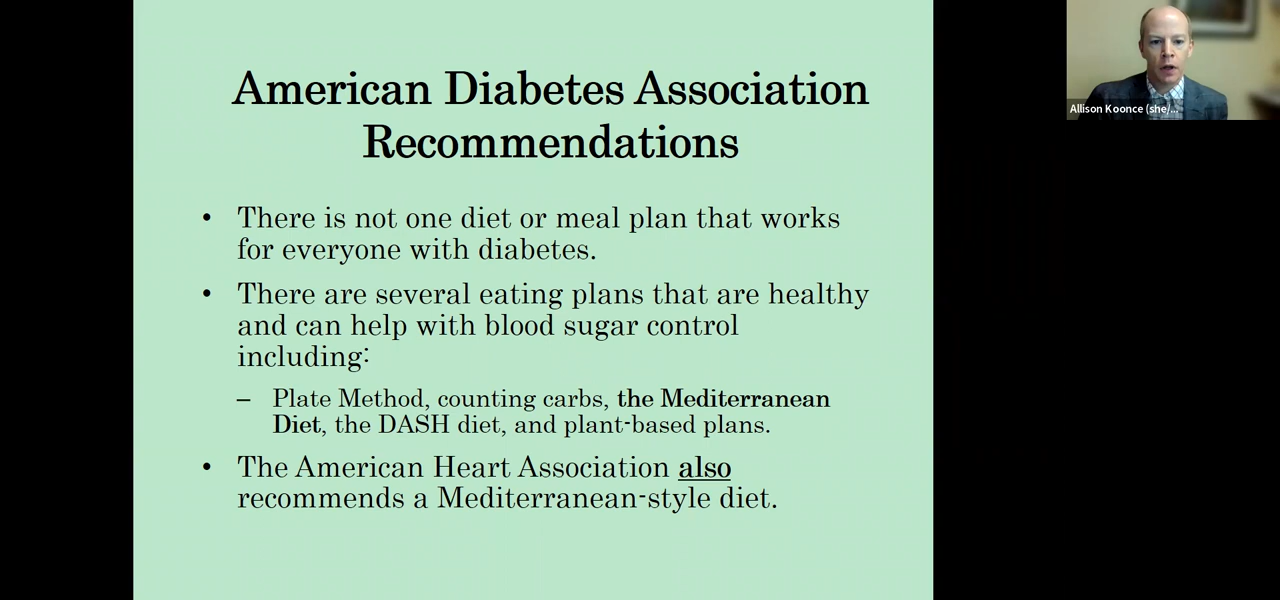 American Diabetes Association
Recommendations
• There is not one diet or meal plan that works
for everyone with diabetes.
• There are several eating plans that are healthy
and can help with blood sugar control
including:
– Plate Method, counting carbs, the Mediterranean
Diet, the DASH diet, and plant-based plans.
• The American Heart Association also
recommends a Mediterranean-style diet.
Allison Koonce (she/...